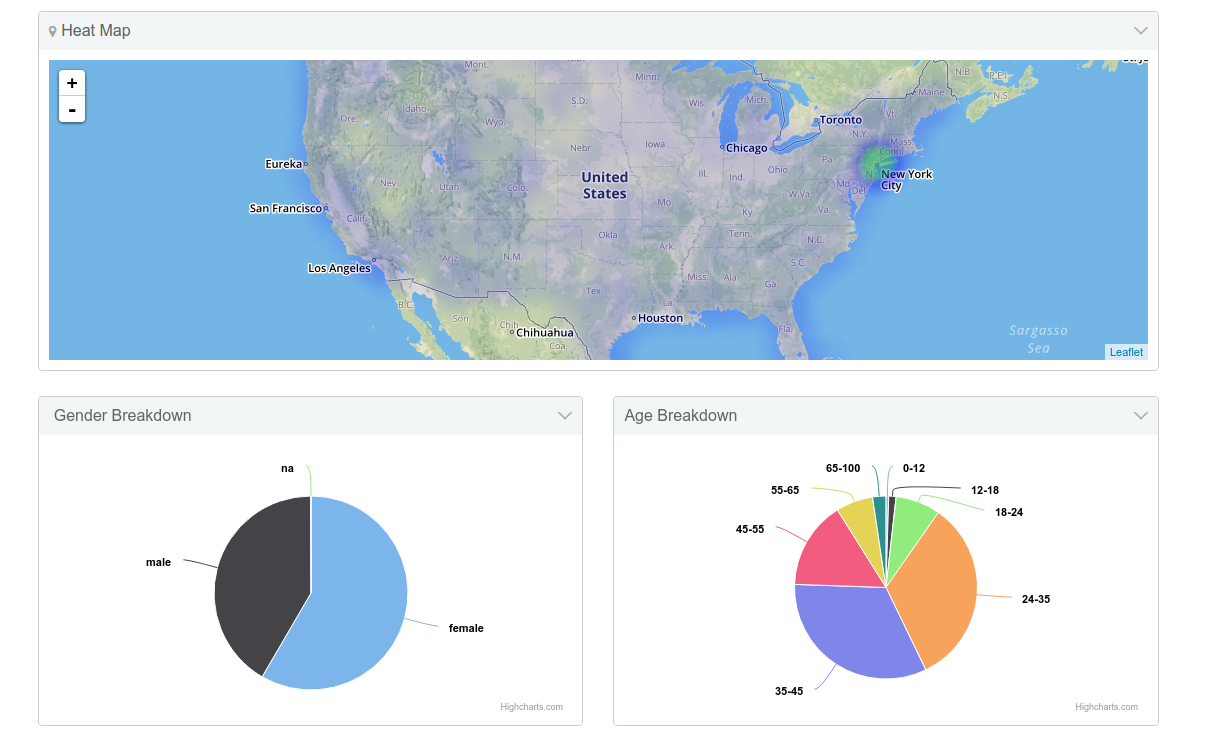 Heat Map
+
-
Mont.
Minn.
N.B.
P.E.I.
N.S.
Maine
Idaho
S.D.
Wis.
Mich.
Ore.
Wyo.
Toronto
Vt.
N.Y.
Mass.
Conn.
Eureka
Nebr.
Iowa
Chicago
Pa.
Nev.
Utah
Colo.
United
States
Ill.
Ind.
Ohio
Md.
Del.
New York
City
San Francisco
Calif.
Mo.
W.Va.
Ky.
Va.
Okla.
Tenn.
N.C.
Los Angeles
Ariz.
N.M.
Ark.
Miss.
Ala
S.C.
Ga.
B.C.
Son
Chih.
Chihuahua
Coa.
Tex
La.
Houston
Fla.
Sargasso
Sea
Leaflet
Gender Breakdown
na
male
female
Highcharts.com
Age Breakdown
65-100
0-12
55-65
12-18
18-24
45-55
24-35
35-45
Highcharts.com